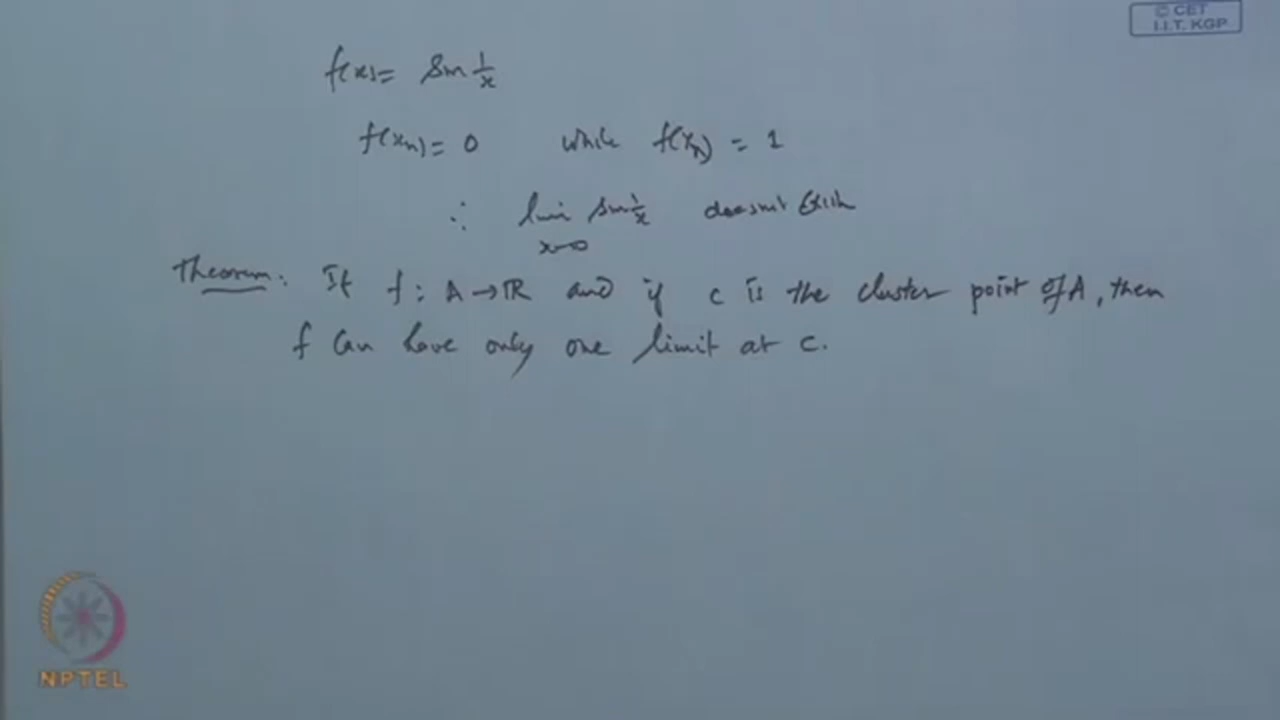 © CET
I.I.T. KGP
f(x) = Sin 1/x
f(xₙ) = 0 while f(yₙ) = 1
∴ lim Sin 1/x doesnot Exist
x→0
Theorem: If f: A→ℝ and if c is the cluster point of A, then
f Can have only one limit at c.
NPTEL